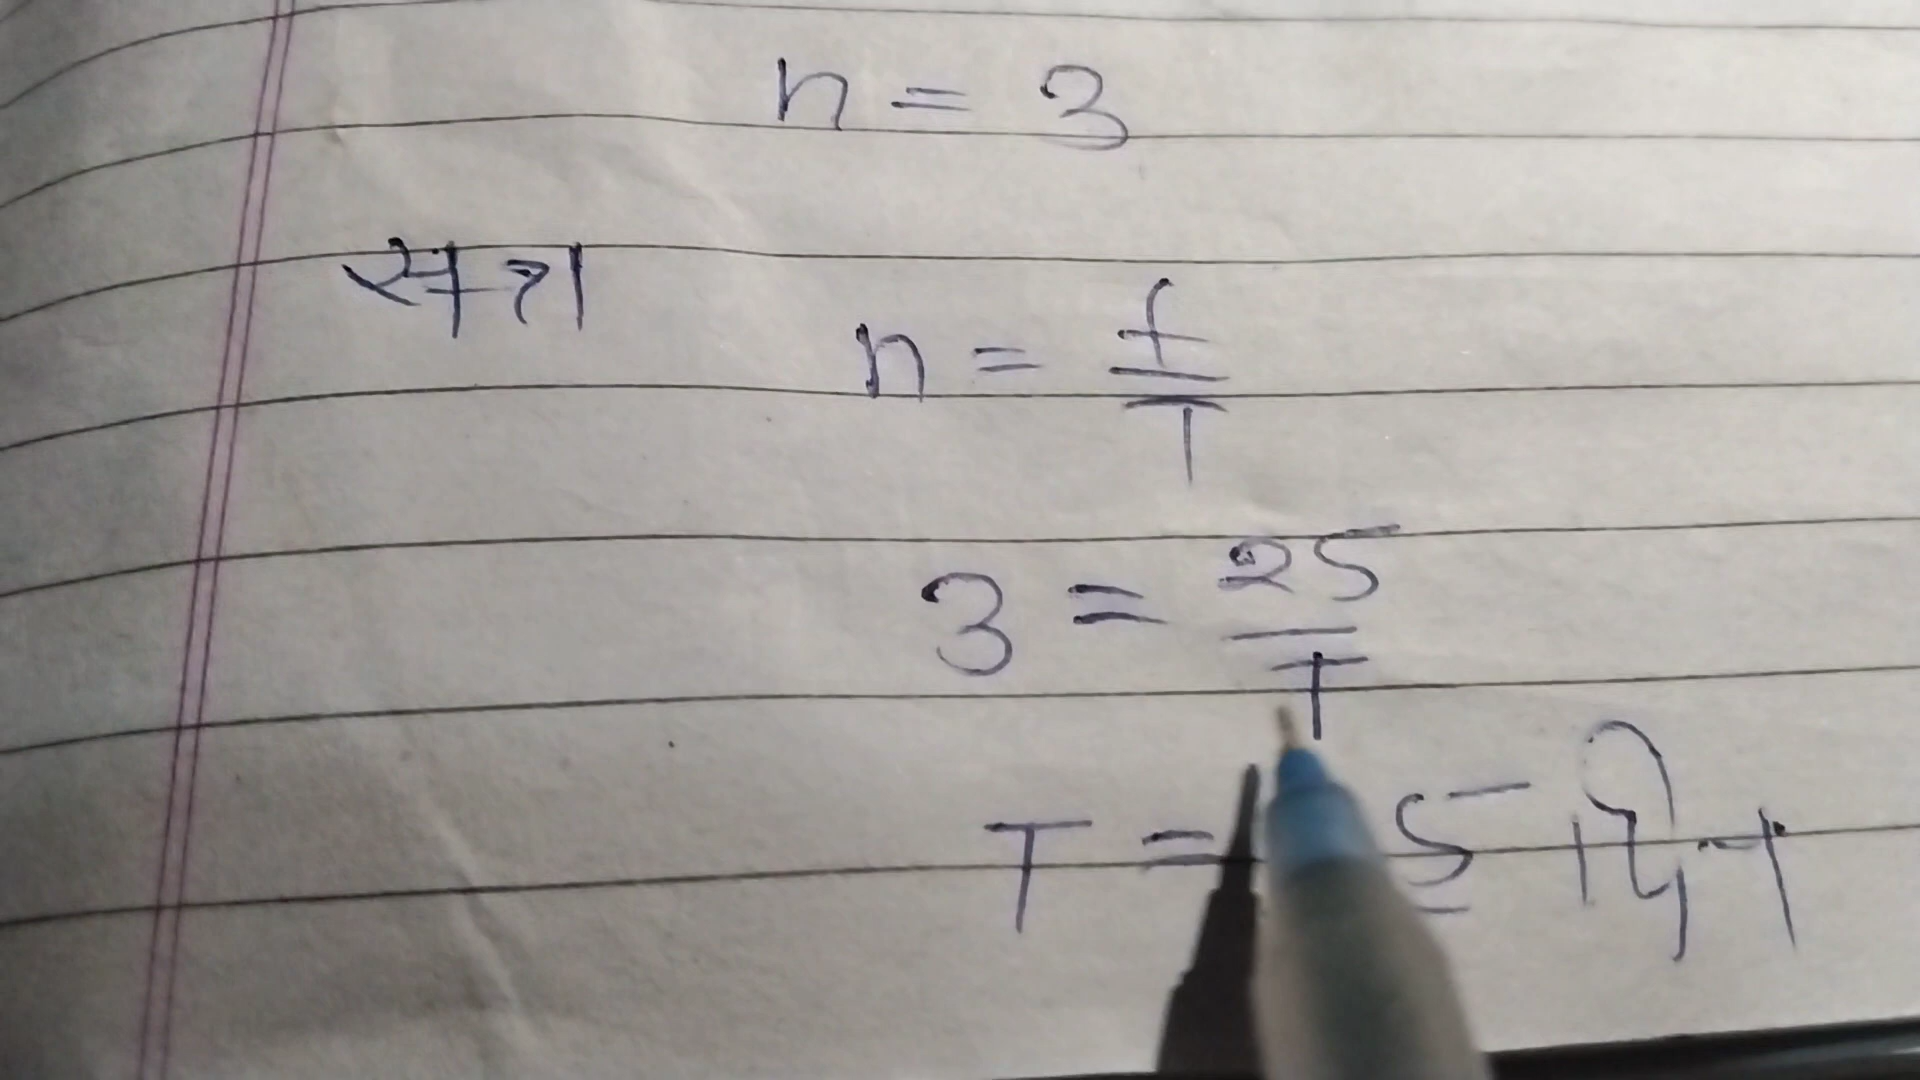 n = 3
सूत्र
n = f/T
3 = 25/T
T = 5